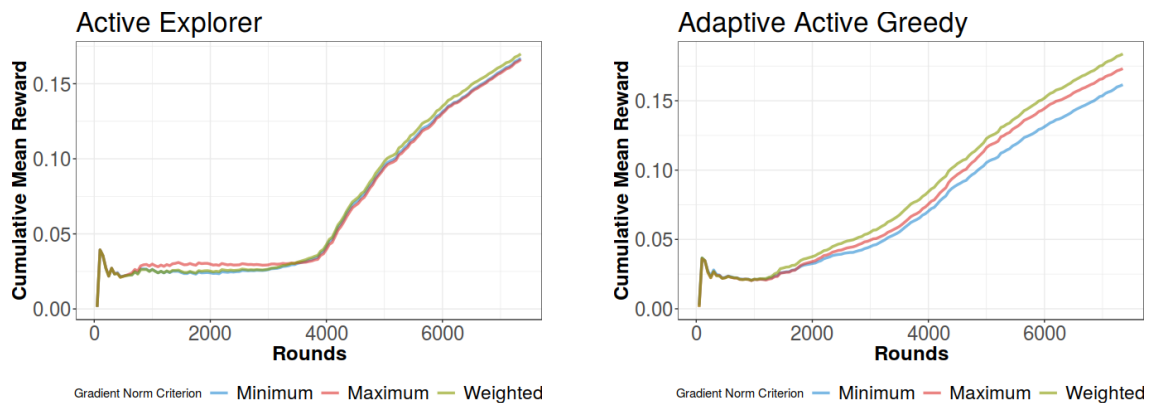 Active Explorer
Cumulative Mean Reward
0.15
0.10
0.05
0.00
0 2000 4000 6000
Rounds
Gradient Norm Criterion Minimum Maximum Weighted
Adaptive Active Greedy
Cumulative Mean Reward
0.15
0.10
0.05
0.00
0 2000 4000 6000
Rounds
Gradient Norm Criterion Minimum Maximum Weighted